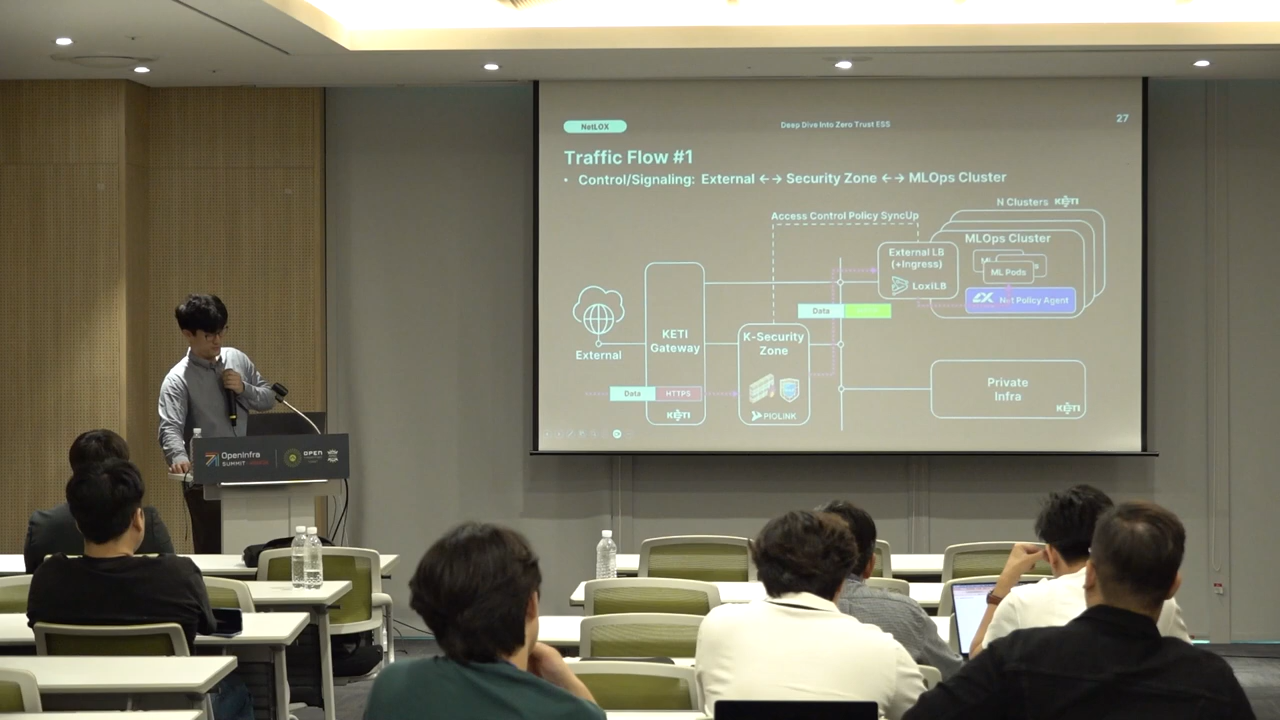 NetLOX
Deep Dive Into Zero Trust ESS
27
Traffic Flow #1
• Control/Signaling: External ←→ Security Zone ←→ MLOps Cluster
N Clusters KETI
Access Control Policy SyncUp
MLOps Cluster
External LB
(+Ingress)
LoxiLB
ML Pods
Net Policy Agent
Data
KETI
Gateway
K-Security
Zone
External
Private
Infra
Data HTTPS
KETI
PIOLINK
KETI
OpenInfra
SUMMIT
OPEN